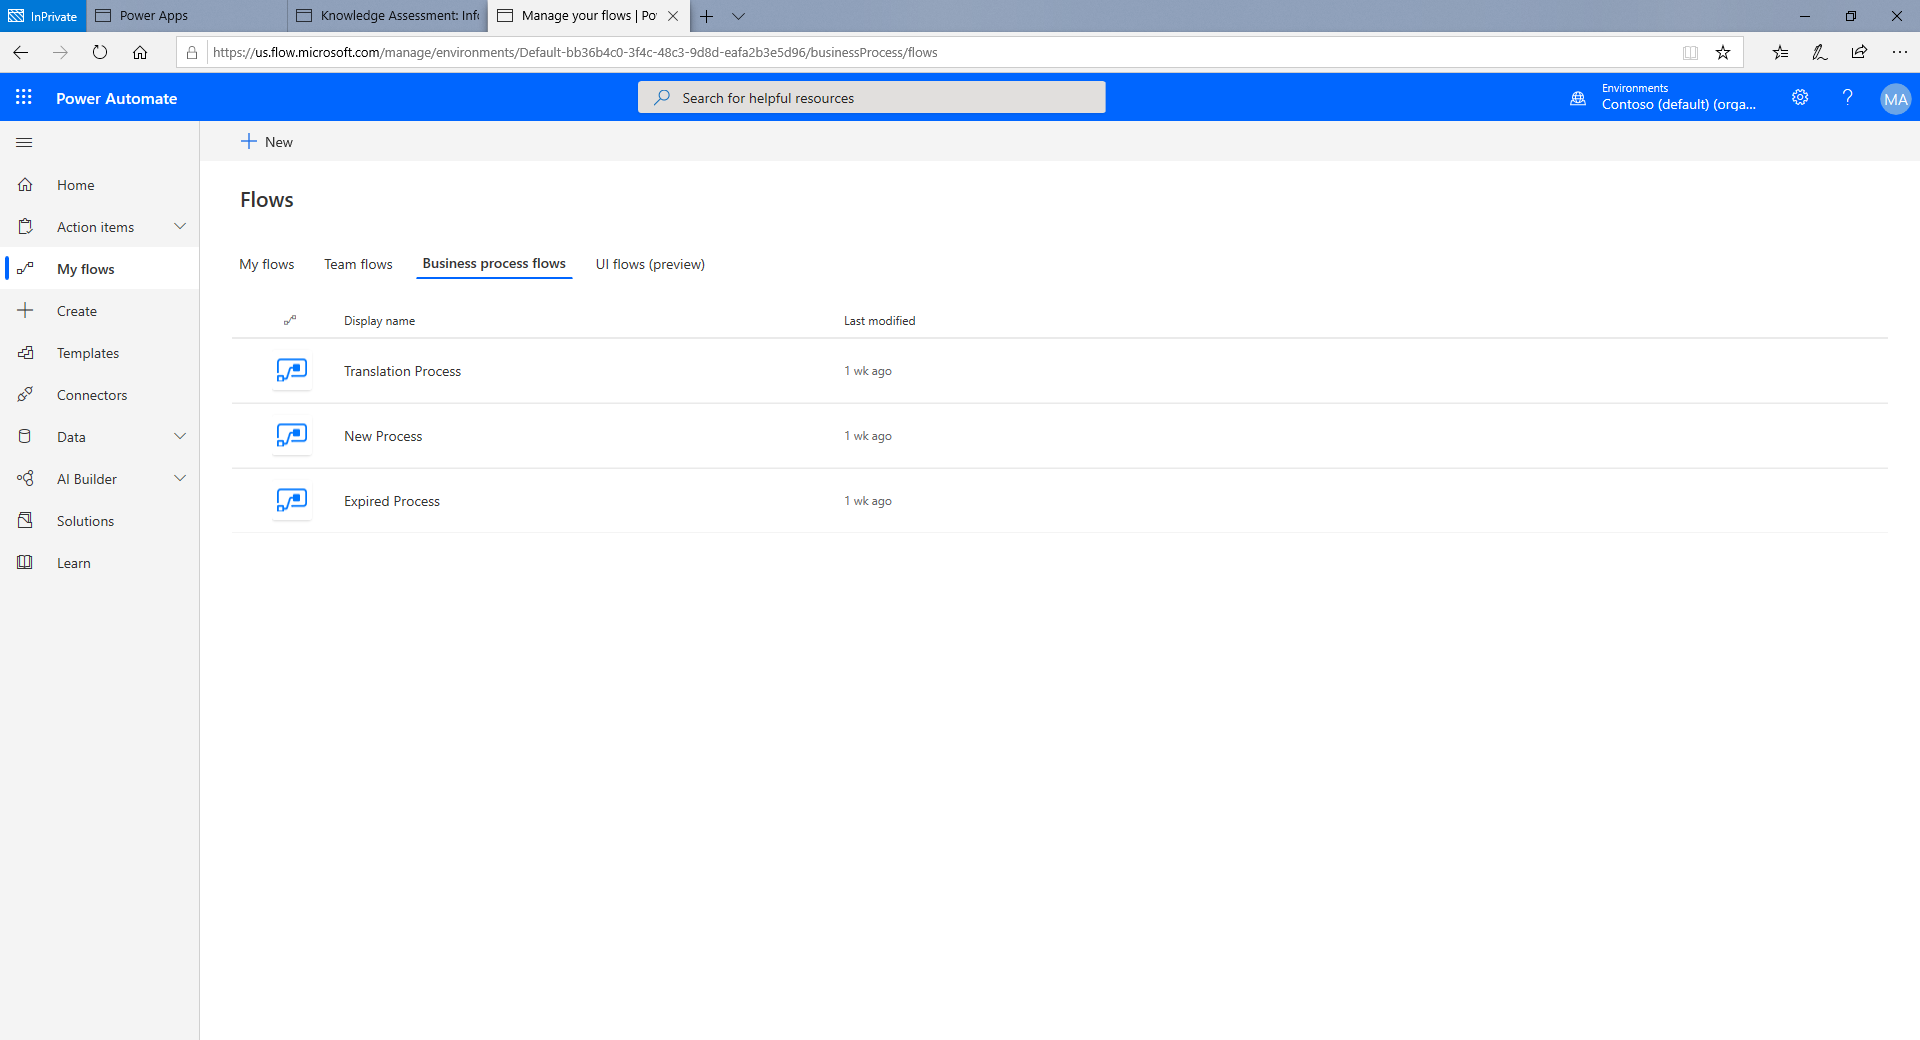 InPrivate
Power Apps
Knowledge Assessment: Inf
Manage your flows | Po
https://us.flow.microsoft.com/manage/environments/Default-bb36b4c0-3f4c-48c3-9d8d-eafa2b3e5d96/businessProcess/flows
Power Automate
Search for helpful resources
Environments
Contoso (default) (orga...
?
MA
New
Home
Action items
My flows
Create
Templates
Connectors
Data
AI Builder
Solutions
Learn
Flows
My flows
Team flows
Business process flows
UI flows (preview)
Display name
Last modified
Translation Process
1 wk ago
New Process
1 wk ago
Expired Process
1 wk ago